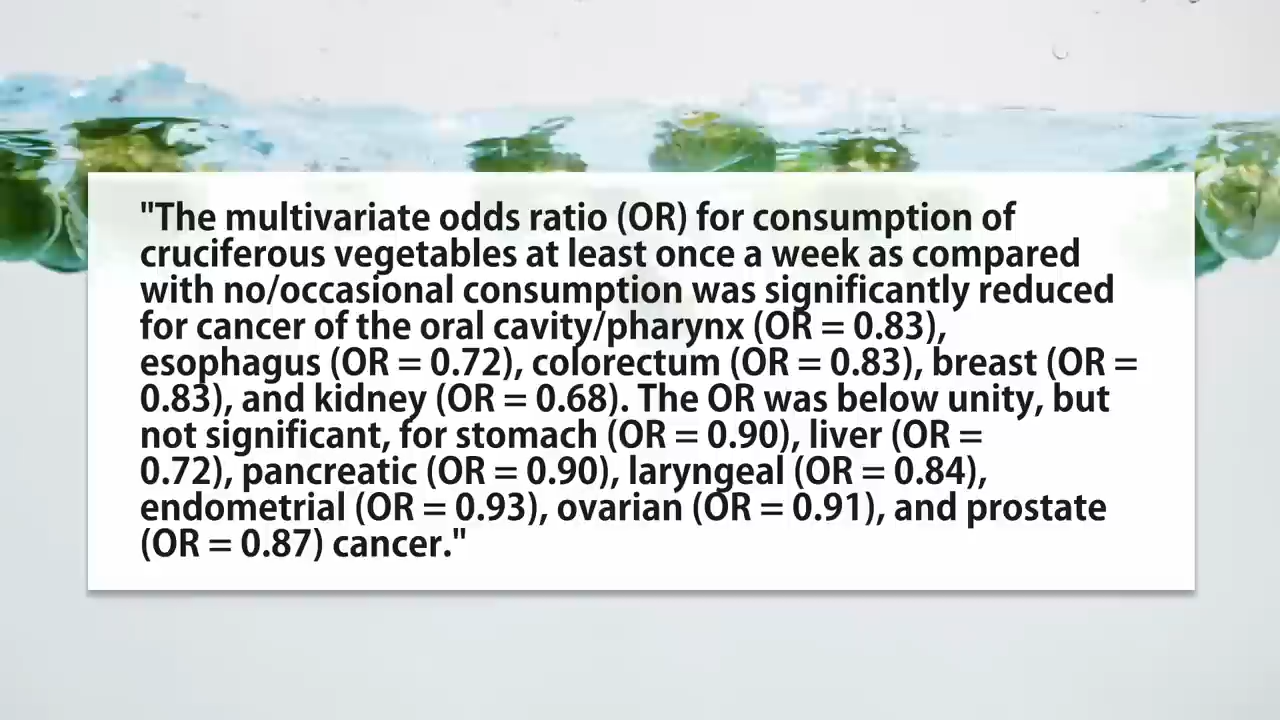 "The multivariate odds ratio (OR) for consumption of
cruciferous vegetables at least once a week as compared
with no/occasional consumption was significantly reduced
for cancer of the oral cavity/pharynx (OR = 0.83),
esophagus (OR = 0.72), colorectum (OR = 0.83), breast (OR =
0.83), and kidney (OR = 0.68). The OR was below unity, but
not significant, for stomach (OR = 0.90), liver (OR =
0.72), pancreatic (OR = 0.90), laryngeal (OR = 0.84),
endometrial (OR = 0.93), ovarian (OR = 0.91), and prostate
(OR = 0.87) cancer."